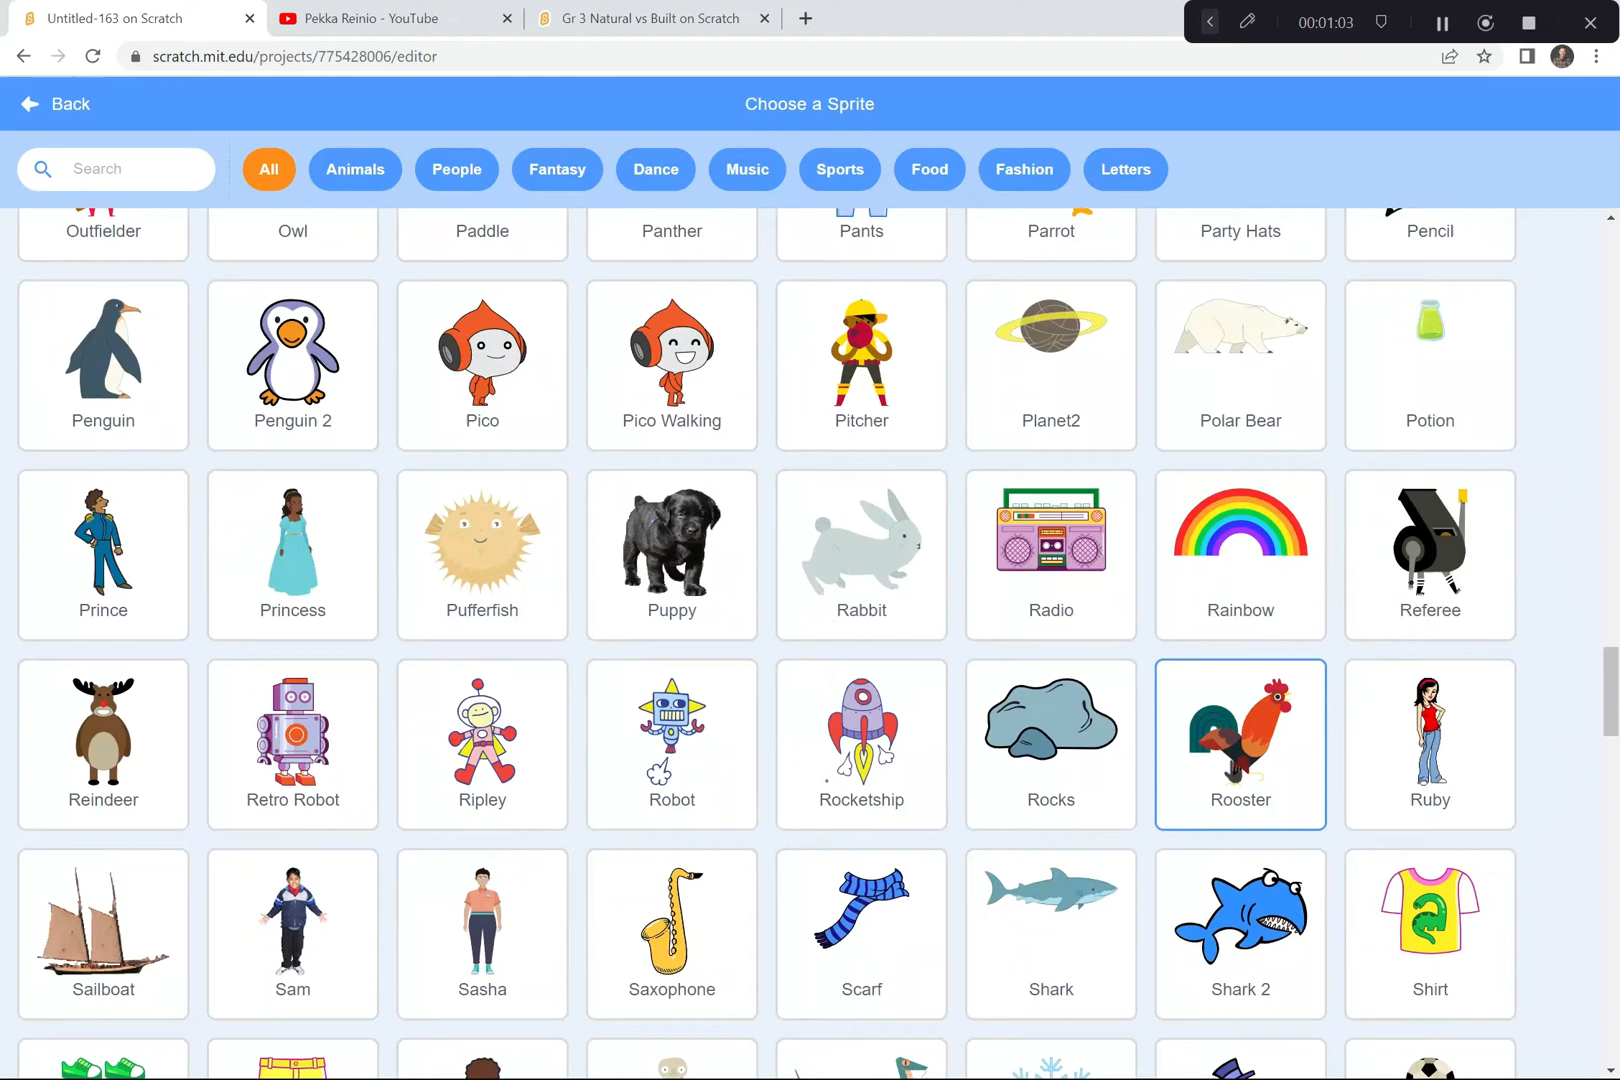 Untitled-163 on Scratch
Pekka Reinio - YouTube
Gr 3 Natural vs Built on Scratch
00:01:03
scratch.mit.edu/projects/775428006/editor
Back
Choose a Sprite
Search
All
Animals
People
Fantasy
Dance
Music
Sports
Food
Fashion
Letters
Outfielder
Owl
Paddle
Panther
Pants
Parrot
Party Hats
Pencil
Penguin
Penguin 2
Pico
Pico Walking
Pitcher
Planet2
Polar Bear
Potion
Prince
Princess
Pufferfish
Puppy
Rabbit
Radio
Rainbow
Referee
Reindeer
Retro Robot
Ripley
Robot
Rocketship
Rocks
Rooster
Ruby
Sailboat
Sam
Sasha
Saxophone
Scarf
Shark
Shark 2
Shirt